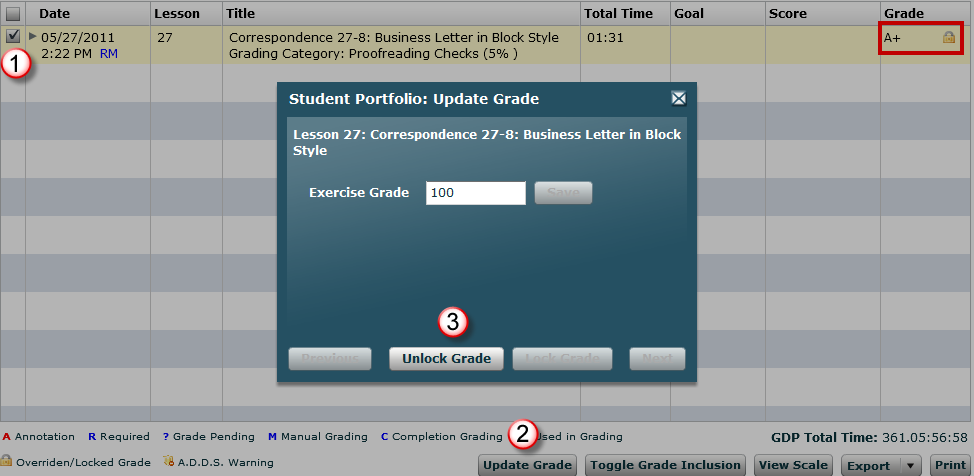 Date Lesson Title Total Time Goal Score Grade
05/27/2011 27 Correspondence 27-8: Business Letter in Block Style 01:31 A+
2:22 PM RM Grading Category: Proofreading Checks (5% )
1
Student Portfolio: Update Grade
Lesson 27: Correspondence 27-8: Business Letter in Block
Style
Exercise Grade 100 Save
3
Previous Unlock Grade Lock Grade Next
A Annotation R Required ? Grade Pending M Manual Grading C Completion Grading 2 Used in Grading GDP Total Time: 361.05:56:58
Overriden/Locked Grade A.D.D.S. Warning Update Grade Toggle Grade Inclusion View Scale Export Print